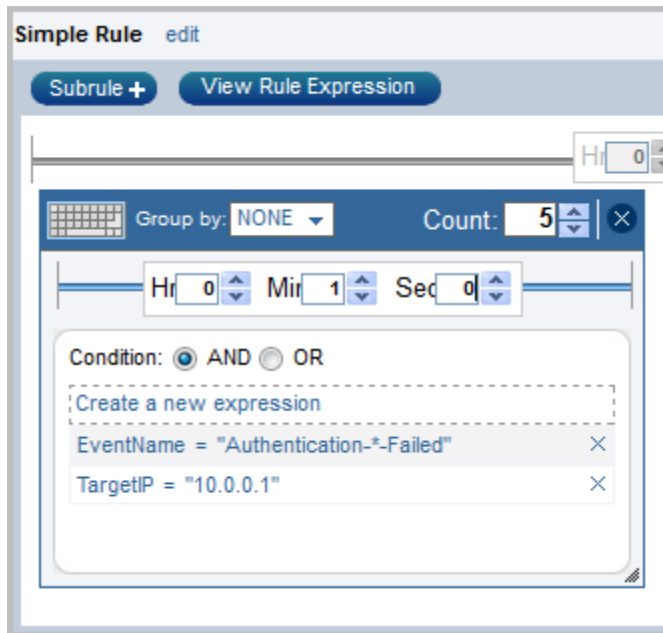 Simple Rule edit
Subrule + View Rule Expression
Hr 0
Group by: NONE Count: 5
Hr 0 Min 1 Sec 0
Condition: AND OR
Create a new expression
EventName = "Authentication-*-Failed"
TargetIP = "10.0.0.1"